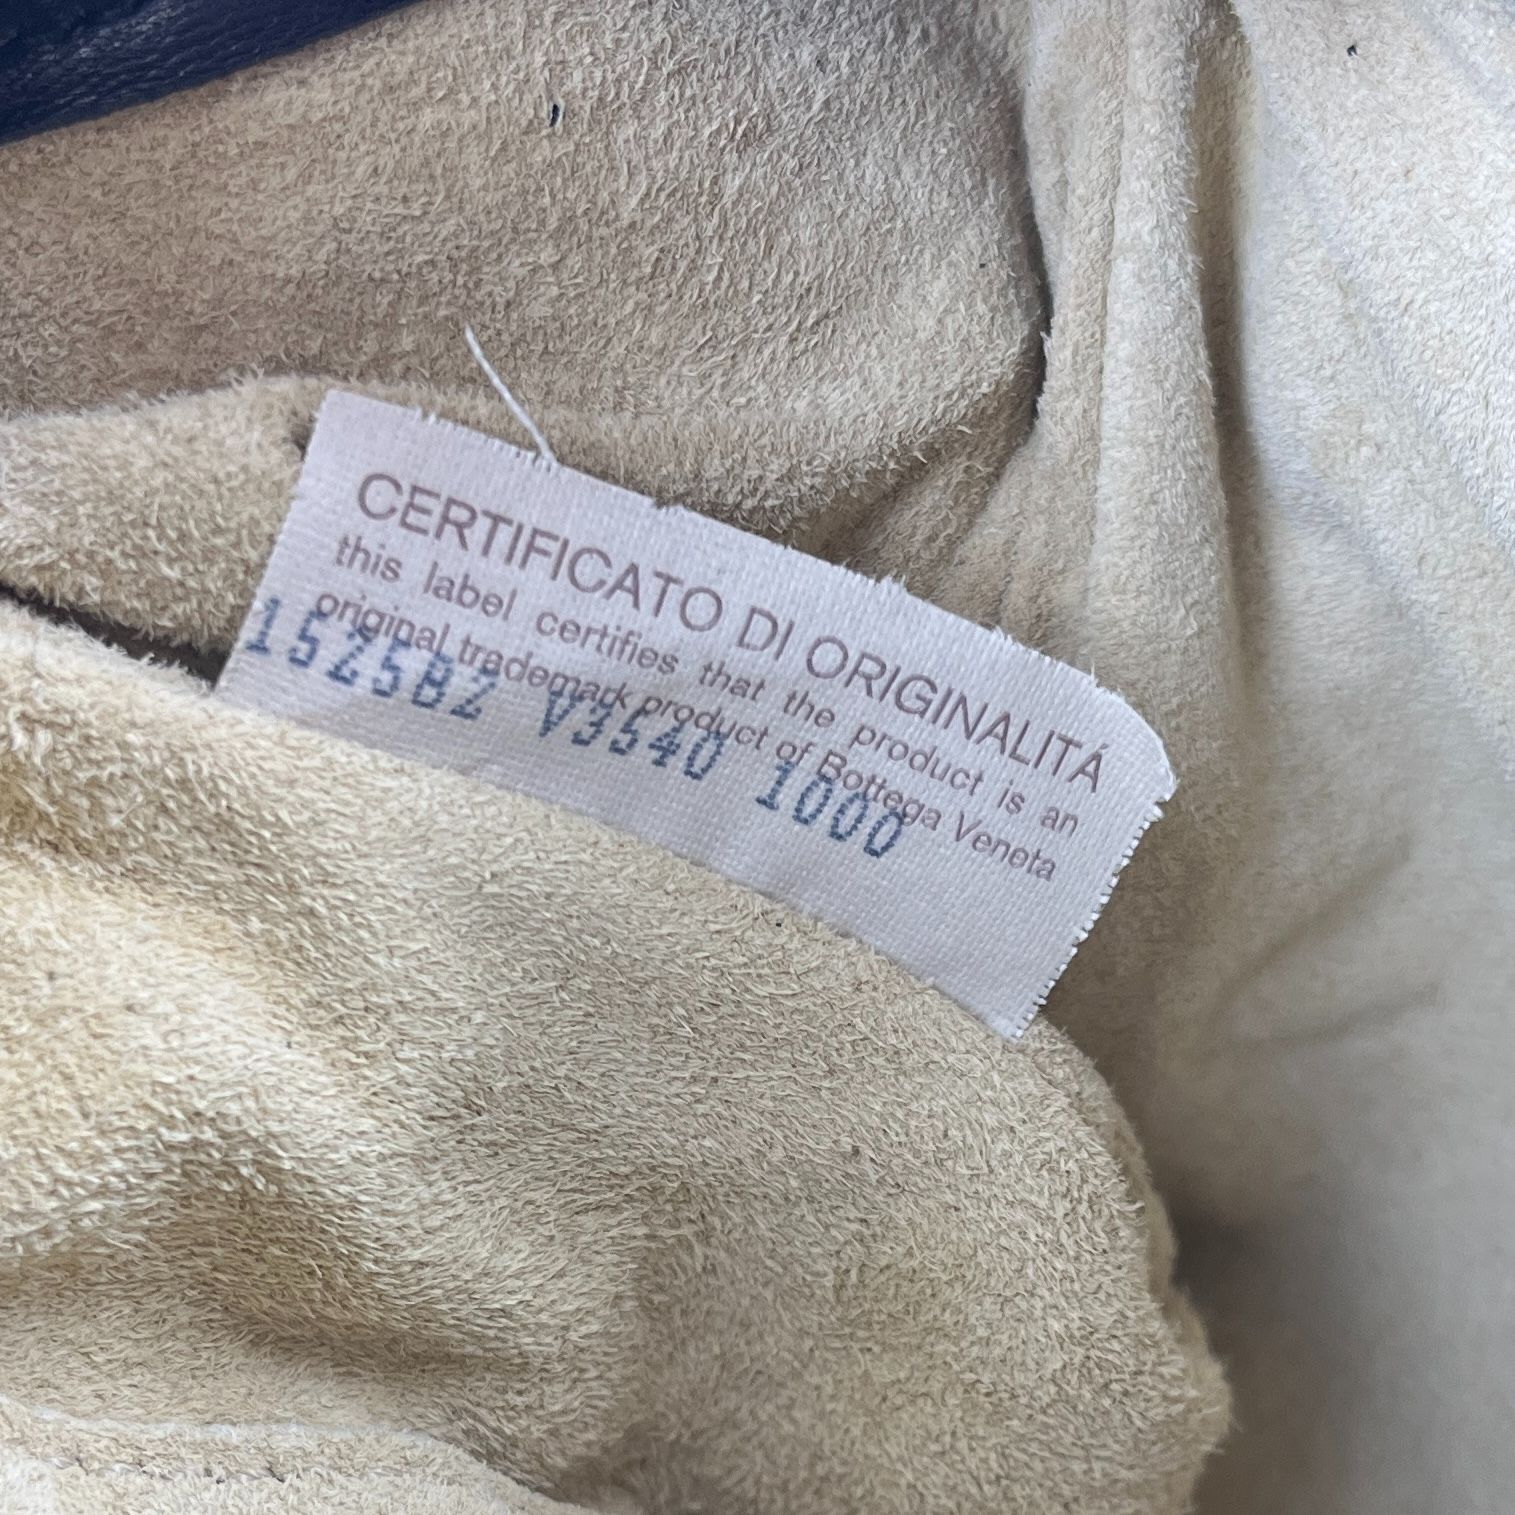 CERTIFICATO DI ORIGINALITÁ
this label certifies that the product is an
original trademark product of Bottega Veneta
1525BZ V3540 1000